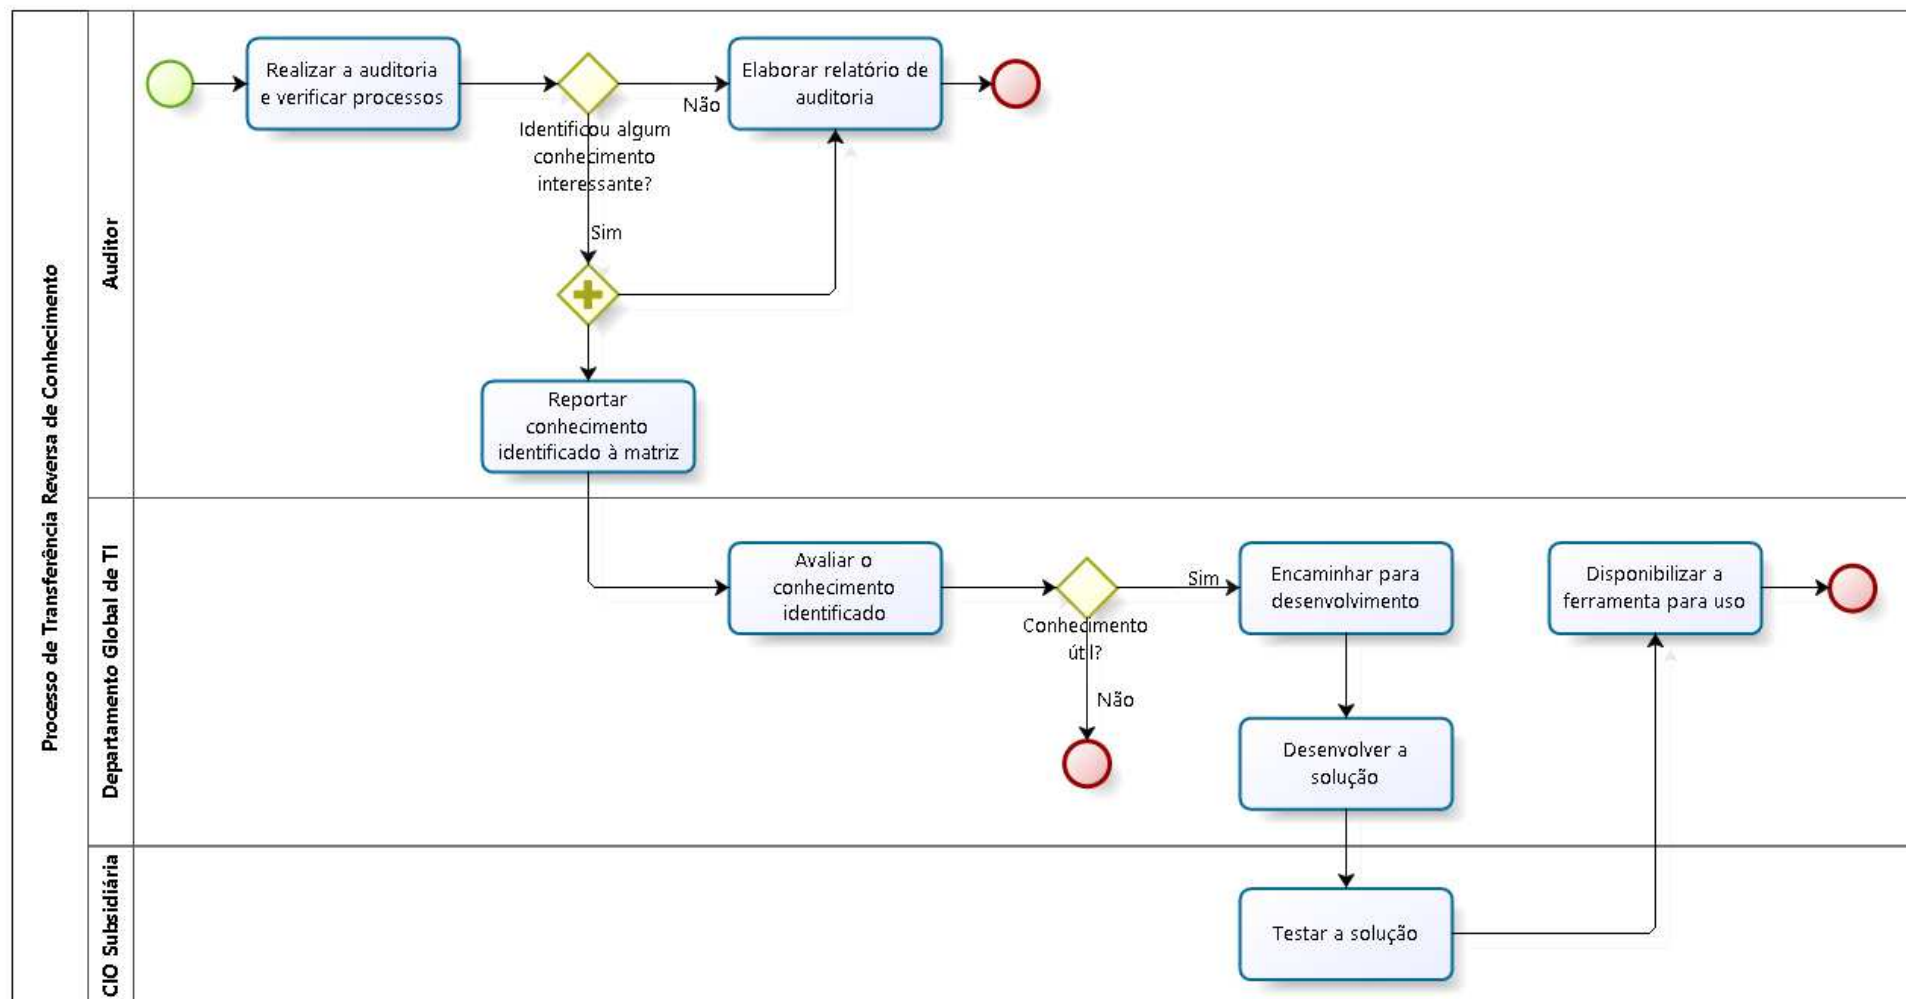 Processo de Transferência Reversa de Conhecimento
Auditor
Realizar a auditoria
e verificar processos
Identificou algum
conhecimento
interessante?
Não
Elaborar relatório de
auditoria
Sim
Reportar
conhecimento
identificado à matriz
Departamento Global de TI
Avaliar o
conhecimento
identificado
Conhecimento
útil?
Sim
Não
Encaminhar para
desenvolvimento
Desenvolver a
solução
Disponibilizar a
ferramenta para uso
CIO Subsidiária
Testar a solução